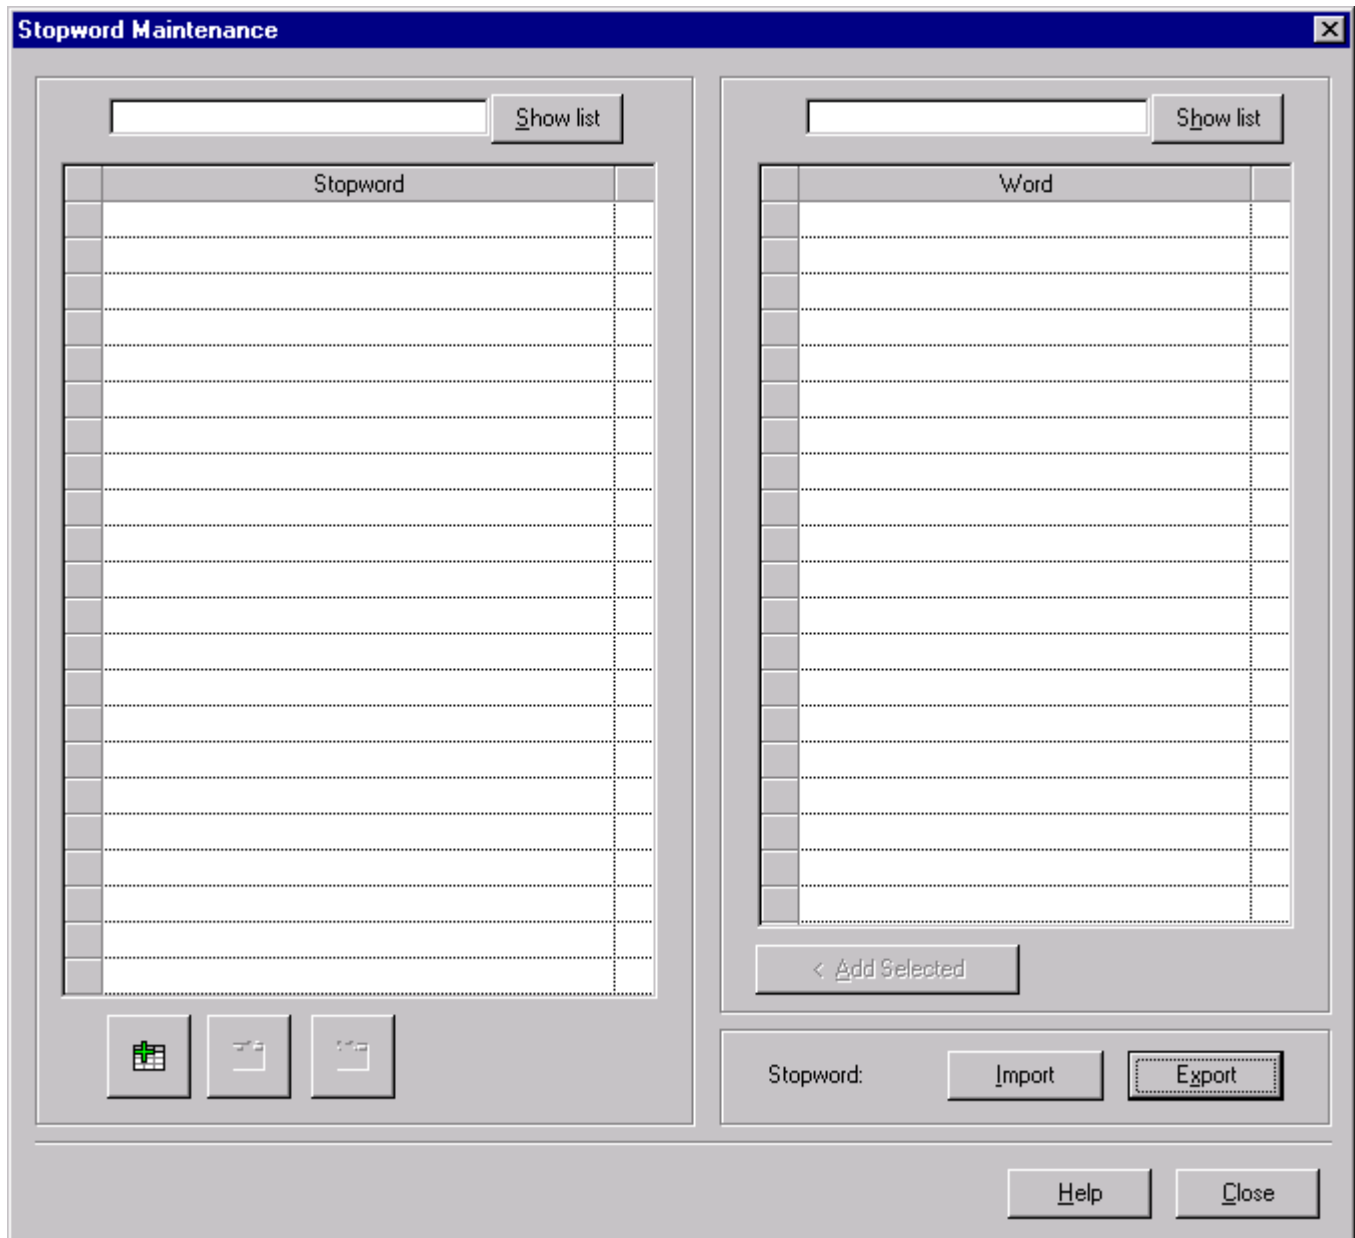 Stopword Maintenance
Show list
Stopword
Show list
Word
< Add Selected
Stopword:
Import
Export
Help
Close